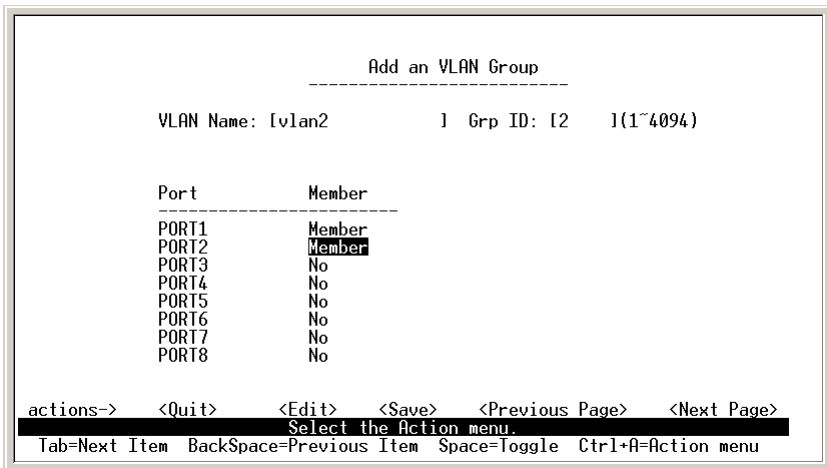 Add an VLAN Group
--------------------------
VLAN Name: [vlan2 ] Grp ID: [2 ](1~4094)
Port Member
------------------------
PORT1 Member
PORT2 Member
PORT3 No
PORT4 No
PORT5 No
PORT6 No
PORT7 No
PORT8 No
actions-> <Quit> <Edit> <Save> <Previous Page> <Next Page>
Select the Action menu.
Tab=Next Item BackSpace=Previous Item Space=Toggle Ctrl+A=Action menu